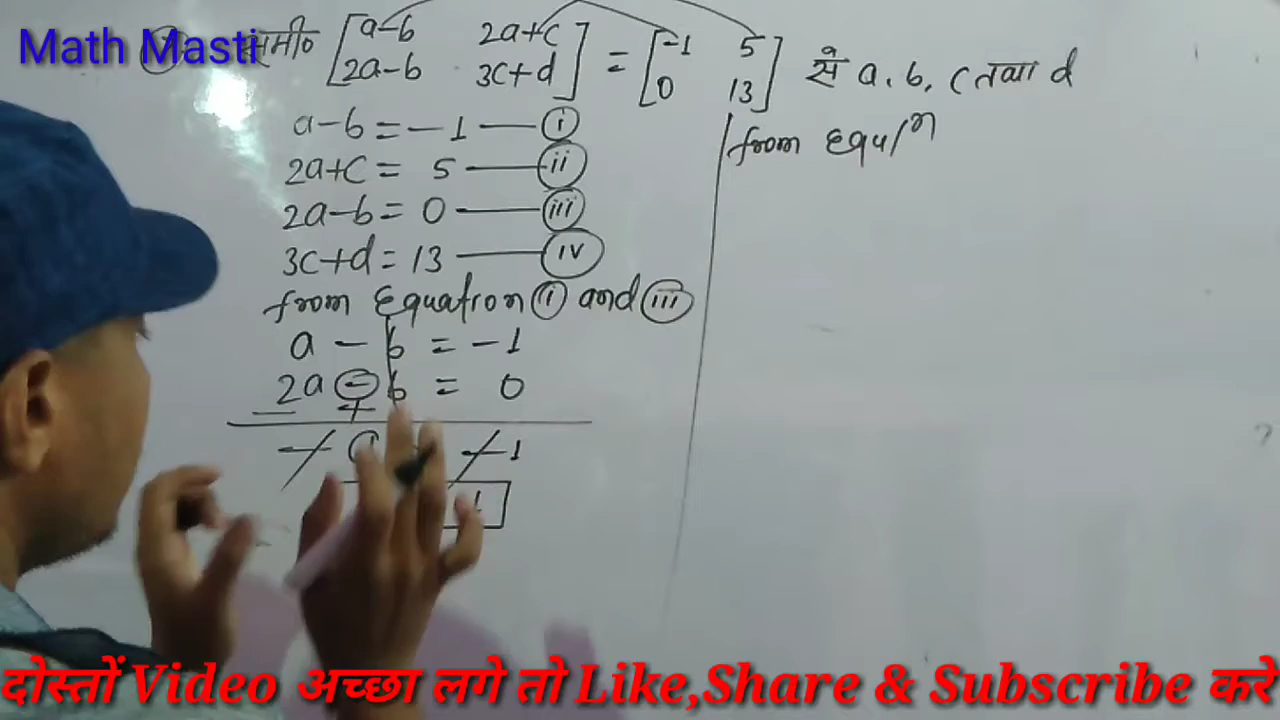 Math Masti
समी० [a-b 2a+c] = [-1 5] से a, b, c तथा d
[2a-b 3c+d] [0 13]
a-b = -1 — (i)
2a+c = 5 — (ii)
2a-b = 0 — (iii)
3c+d = 13 — (iv)
from Equation (i) and (iii)
a - b = -1
2a - b = 0
- +
- a -1
1
from Equ/n
?
दोस्तों Video अच्छा लगे तो Like,Share & Subscribe करे